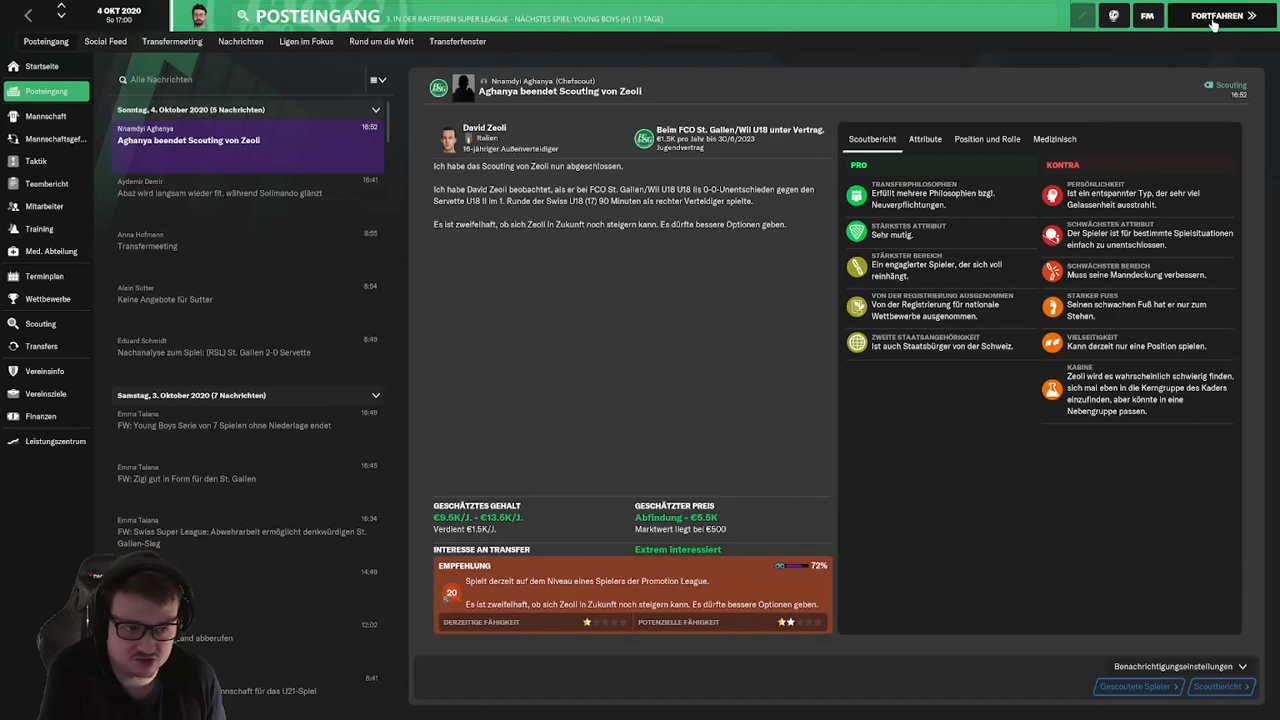 4 OKT 2020
So 17:00
POSTEINGANG
3. IN DER RAIFFEISEN SUPER LEAGUE - NÄCHSTES SPIEL: YOUNG BOYS (H) (13 TAGE)
FM
FORTFAHREN
Posteingang
Social Feed
Transfermeeting
Nachrichten
Ligen im Fokus
Rund um die Welt
Transferfenster
Startseite
Posteingang
Mannschaft
Mannschaftsgef...
Taktik
Teambericht
Mitarbeiter
Training
Med. Abteilung
Terminplan
Wettbewerbe
Scouting
Transfers
Vereinsinfo
Vereinsziele
Finanzen
Leistungszentrum
Alle Nachrichten
Sonntag, 4. Oktober 2020 (5 Nachrichten)
Nnamdyi Aghanya
16:52
Aghanya beendet Scouting von Zeoli
Aydemir Demir
16:41
Abaz wird langsam wieder fit, während Solimando glänzt
Anna Hofmann
8:55
Transfermeeting
Alain Sutter
8:54
Keine Angebote für Sutter
Eduard Schmidt
8:49
Nachanalyse zum Spiel: (RSL) St. Gallen 2-0 Servette
Samstag, 3. Oktober 2020 (7 Nachrichten)
Emma Taiana
16:49
FW: Young Boys Serie von 7 Spielen ohne Niederlage endet
Emma Taiana
16:45
FW: Zigi gut in Form für den St. Gallen
Emma Taiana
16:34
FW: Swiss Super League: Abwehrarbeit ermöglicht denkwürdigen St. Gallen-Sieg
14:49
12:02
and abberufen
8:41
nnschaft für das U21-Spiel
Nnamdyi Aghanya (Chefscout)
Aghanya beendet Scouting von Zeoli
Scouting
16:52
David Zeoli
Italien
16-jähriger Außenverteidiger
Beim FCO St. Gallen/Wil U18 unter Vertrag.
€1.5K pro Jahr bis 30/6/2023
Jugendvertrag
Ich habe das Scouting von Zeoli nun abgeschlossen.
Ich habe David Zeoli beobachtet, als er bei FCO St. Gallen/Wil U18 U18 IIs 0-0-Unentschieden gegen den
Servette U18 II im 1. Runde der Swiss U18 (17) 90 Minuten als rechter Verteidiger spielte.
Es ist zweifelhaft, ob sich Zeoli in Zukunft noch steigern kann. Es dürfte bessere Optionen geben.
GESCHÄTZTES GEHALT
€9.5K/J. - €13.5K/J.
Verdient €1.5K/J.
GESCHÄTZTER PREIS
Abfindung - €5.5K
Marktwert liegt bei €500
INTERESSE AN TRANSFER
Extrem interessiert
EMPFEHLUNG
72%
20
Spielt derzeit auf dem Niveau eines Spielers der Promotion League.
Es ist zweifelhaft, ob sich Zeoli in Zukunft noch steigern kann. Es dürfte bessere Optionen geben.
DERZEITIGE FÄHIGKEIT
POTENZIELLE FÄHIGKEIT
Scoutbericht
Attribute
Position und Rolle
Medizinisch
PRO
TRANSFERPHILOSOPHIEN
Erfüllt mehrere Philosophien bzgl.
Neuverpflichtungen.
STÄRKSTES ATTRIBUT
Sehr mutig.
STÄRKSTER BEREICH
Ein engagierter Spieler, der sich voll
reinhängt.
VON DER REGISTRIERUNG AUSGENOMMEN
Von der Registrierung für nationale
Wettbewerbe ausgenommen.
ZWEITE STAATSANGEHÖRIGKEIT
Ist auch Staatsbürger von der Schweiz.
KONTRA
PERSÖNLICHKEIT
Ist ein entspannter Typ, der sehr viel
Gelassenheit ausstrahlt.
SCHWÄCHSTES ATTRIBUT
Der Spieler ist für bestimmte Spielsituationen
einfach zu unentschlossen.
SCHWÄCHSTER BEREICH
Muss seine Manndeckung verbessern.
STARKER FUSS
Seinen schwachen Fuß hat er nur zum
Stehen.
VIELSEITIGKEIT
Kann derzeit nur eine Position spielen.
KABINE
Zeoli wird es wahrscheinlich schwierig finden,
sich mal eben in die Kerngruppe des Kaders
einzufinden, aber könnte in eine
Nebengruppe passen.
Benachrichtigungseinstellungen
Gescoutete Spieler
Scoutbericht